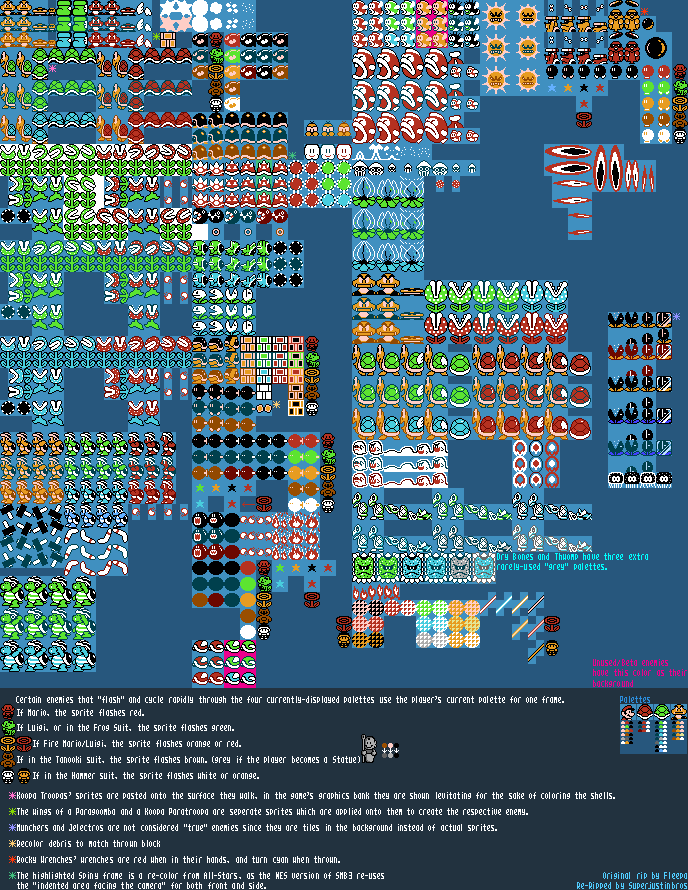 Dry Bones and Thwomp have three extra
rarely-used "grey" palettes.
Certain enemies that "flash" and cycle rapidly through the four currently-displayed palettes use the player's current palette for one frame.
Palettes
If Mario, the sprite flashes red.
If Luigi, or in the Frog Suit, the sprite flashes green.
If Fire Mario/Luigi, the sprite flashes orange or red.
If in the Tanooki suit, the sprite flashes brown. (grey if the player becomes a Statue)
If in the Hammer suit, the sprite flashes white or orange.
Koopa Troopas' sprites are pasted onto the surface they walk, in the game's graphics bank they are shown levitating for the sake of coloring the shells.
The wings of a Paragoomba and a Koopa Paratroopa are seperate sprites which are applied onto them to create the respective enemy.
Munchers and Jelectros are not considered "true" enemies since they are tiles in the background instead of actual sprites.
Recolor debris to match thrown block
Rocky Wrenches' wrenches are red when in their hands, and turn cyan when thrown.
The highlighted Spiny frame is a re-color from All-Stars, as the NES version of SMB3 re-uses
the "indented area facing the camera" for both front and side.
Original rip by Fleepa
Re-Ripped by Superjustinbros